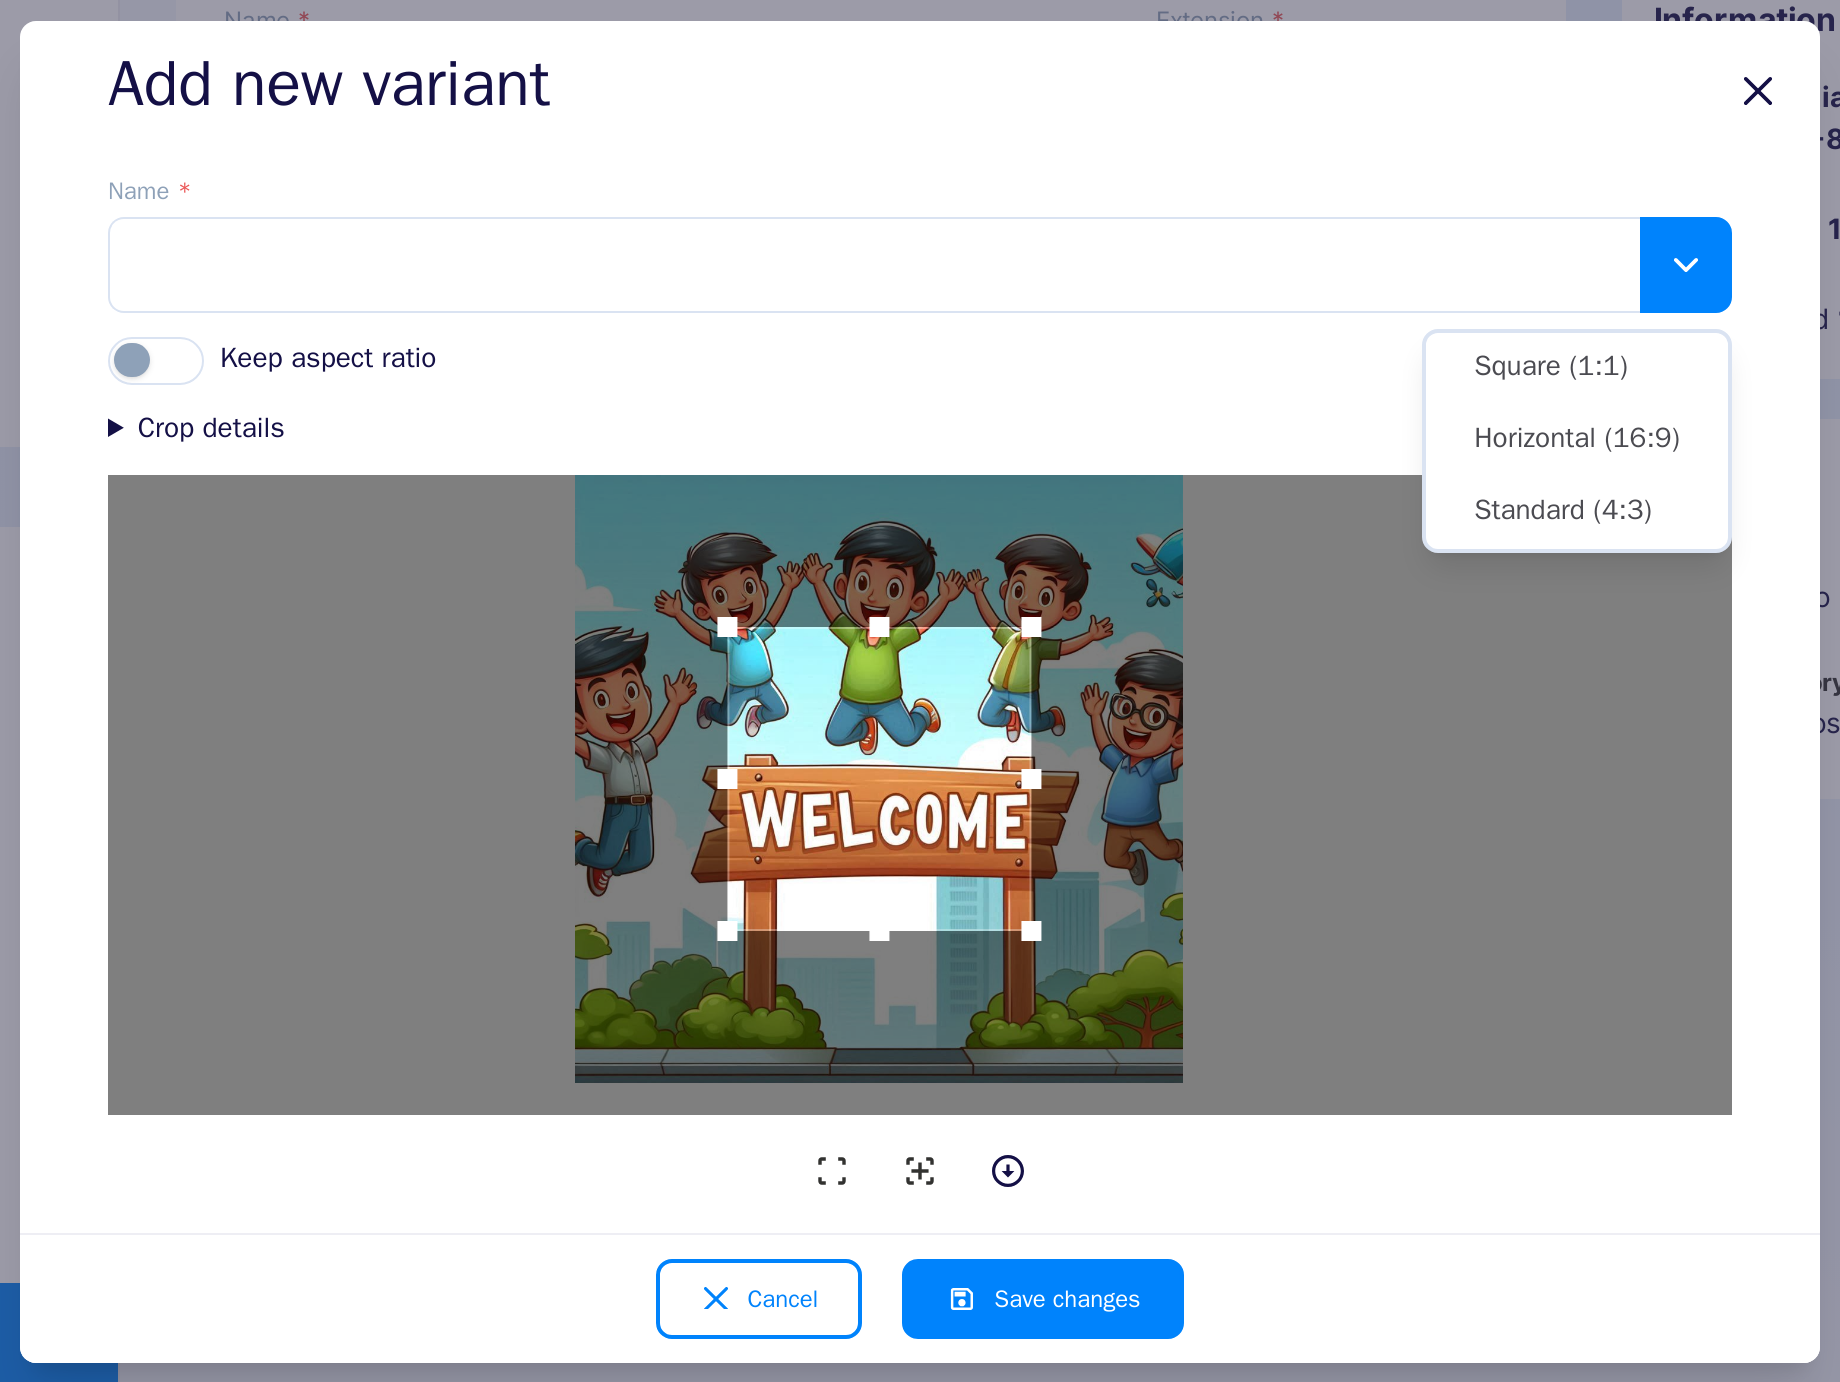 Name *
Extension *
Information
Add new variant
Name *
Keep aspect ratio
Square (1:1)
Crop details
Horizontal (16:9)
Standard (4:3)
WELCOME
Cancel
Save changes